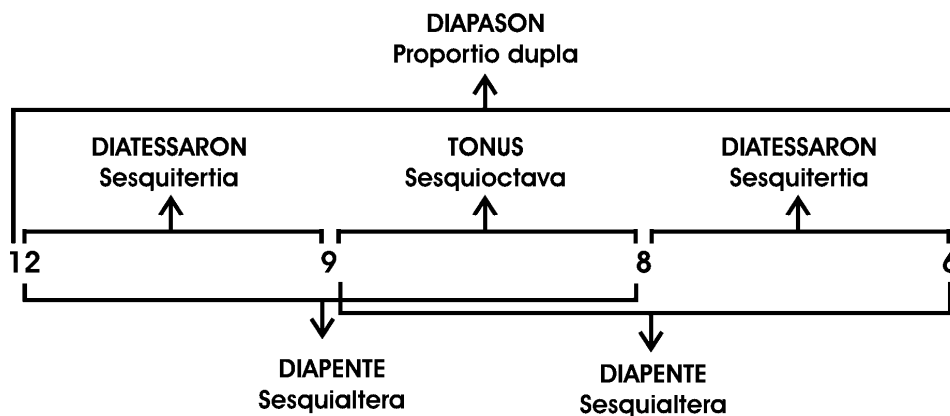 DIAPASON
Proportio dupla
DIATESSARON TONUS DIATESSARON
Sesquitertia Sesquioctava Sesquitertia
12 9 8 6
DIAPENTE DIAPENTE
Sesquialtera Sesquialtera